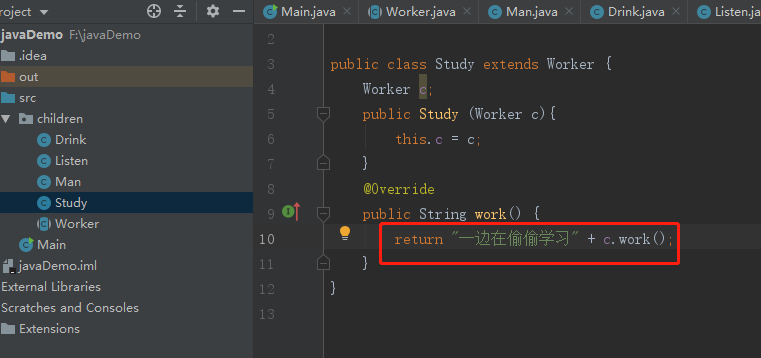 Project
Main.java
Worker.java
Man.java
Drink.java
Listen.java
javaDemo F:\javaDemo
.idea
out
src
children
Drink
Listen
Man
Study
Worker
Main
javaDemo.iml
External Libraries
Scratches and Consoles
Extensions
2
3 public class Study extends Worker {
4 Worker c;
5 public Study (Worker c){
6 this.c = c;
7 }
8 @Override
9 public String work() {
10 return "一边在偷偷学习" + c.work();
11 }
12 }
13